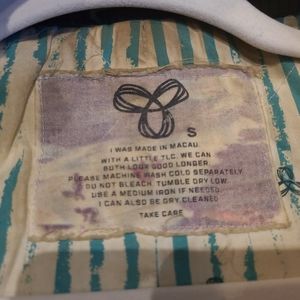 S
I WAS MADE IN MACAU.
WITH A LITTLE TLC. WE CAN
BOTH LOOK GOOD LONGER.
PLEASE MACHINE WASH COLD SEPARATELY
DO NOT BLEACH. TUMBLE DRY LOW.
USE A MEDIUM IRON IF NEEDED.
I CAN ALSO BE DRY CLEANED
TAKE CARE